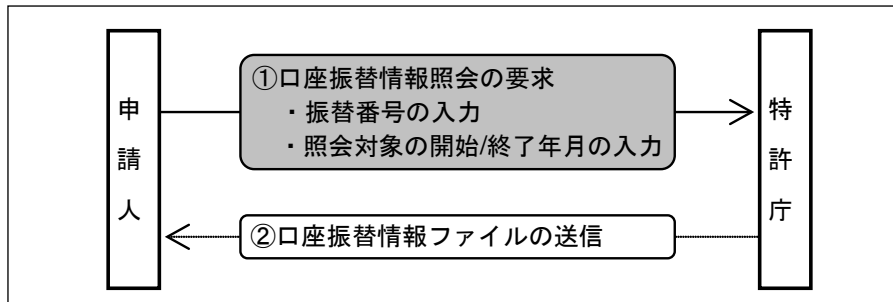 申請人
①口座振替情報照会の要求
・振替番号の入力
・照会対象の開始/終了年月の入力
特許庁
②口座振替情報ファイルの送信